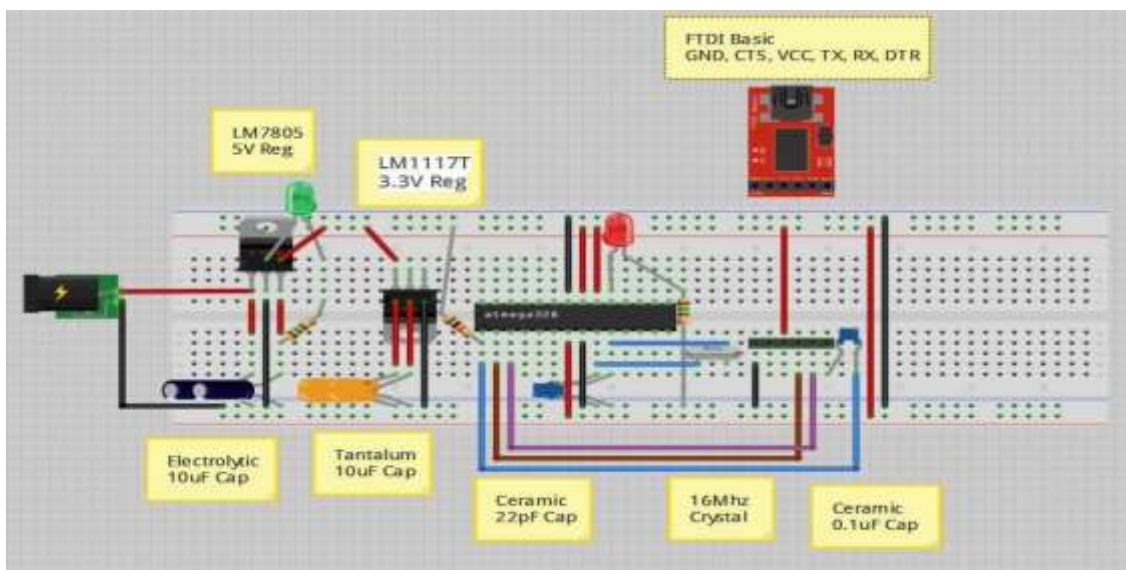 FTDI Basic
GND, CTS, VCC, TX, RX, DTR
LM7805
5V Reg
LM1117T
3.3V Reg
atmega328
Electrolytic
10uF Cap
Tantalum
10uF Cap
Ceramic
22pF Cap
16Mhz
Crystal
Ceramic
0.1uF Cap